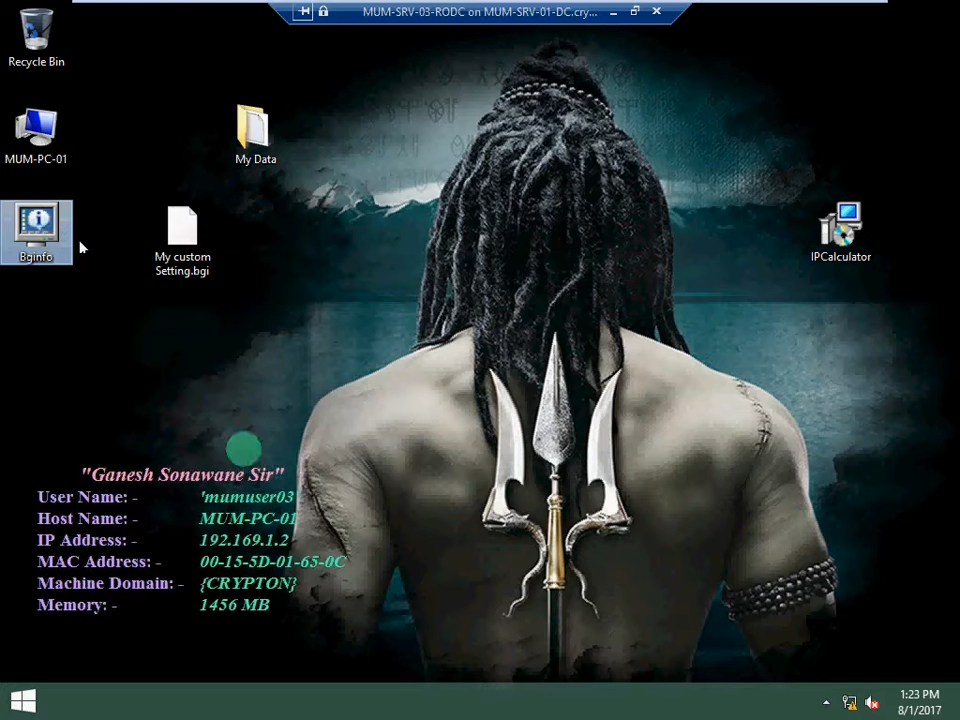 MUM-SRV-03-RODC on MUM-SRV-01-DC.cry...
Recycle Bin
MUM-PC-01
My Data
Bginfo
My custom
Setting.bgi
IPCalculator
"Ganesh Sonawane Sir"
User Name: - 'mumuser03'
Host Name: - MUM-PC-01
IP Address: - 192.169.1.2
MAC Address: - 00-15-5D-01-65-0C
Machine Domain: - {CRYPTON}
Memory: - 1456 MB
1:23 PM
8/1/2017